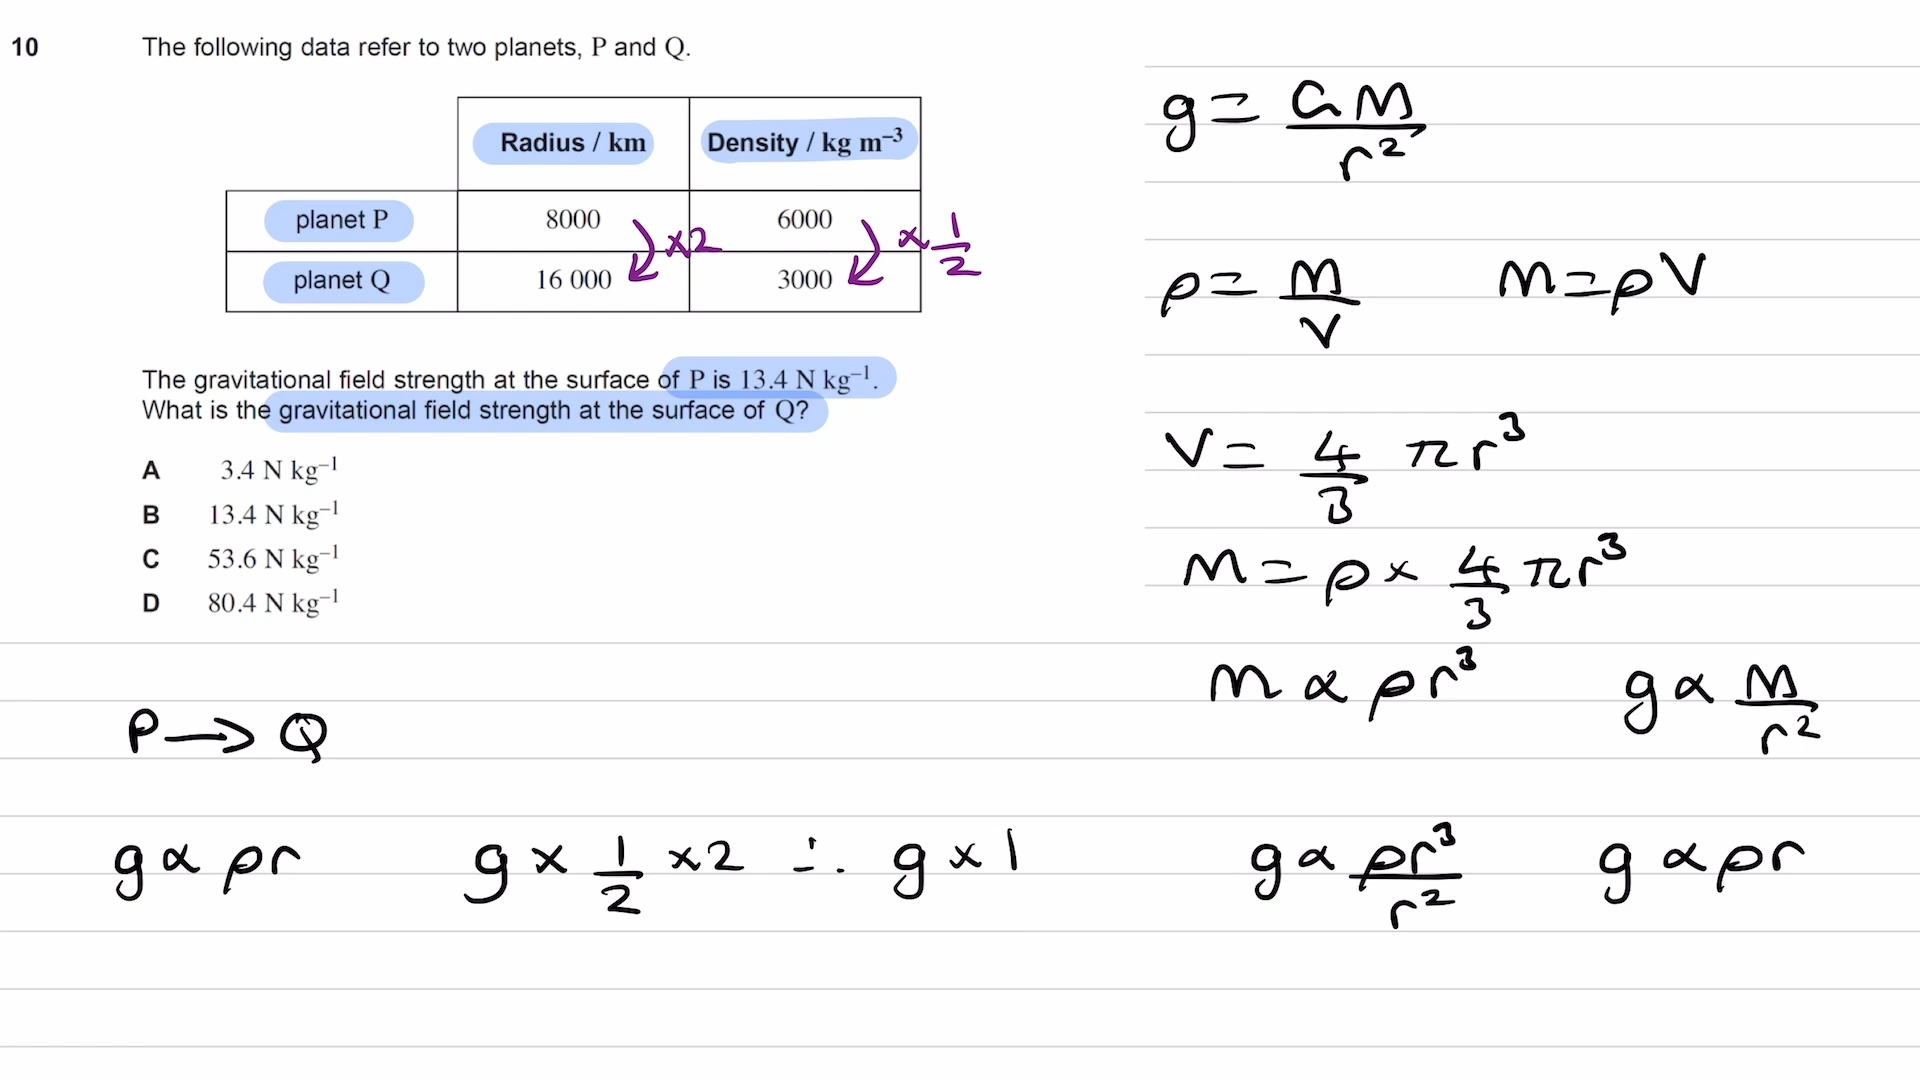 10 The following data refer to two planets, P and Q.
Radius / km Density / kg m⁻³
planet P 8000 6000
×2 × 1/2
planet Q 16 000 3000
The gravitational field strength at the surface of P is 13.4 N kg⁻¹.
What is the gravitational field strength at the surface of Q?
A 3.4 N kg⁻¹
B 13.4 N kg⁻¹
C 53.6 N kg⁻¹
D 80.4 N kg⁻¹
g = GM/r²
ρ = M/V M = ρV
V = 4/3 πr³
M = ρ × 4/3 πr³
M ∝ ρr³ g ∝ M/r²
P → Q
g ∝ ρr g × 1/2 × 2 ∴ g × 1
g ∝ ρr³/r² g ∝ ρr